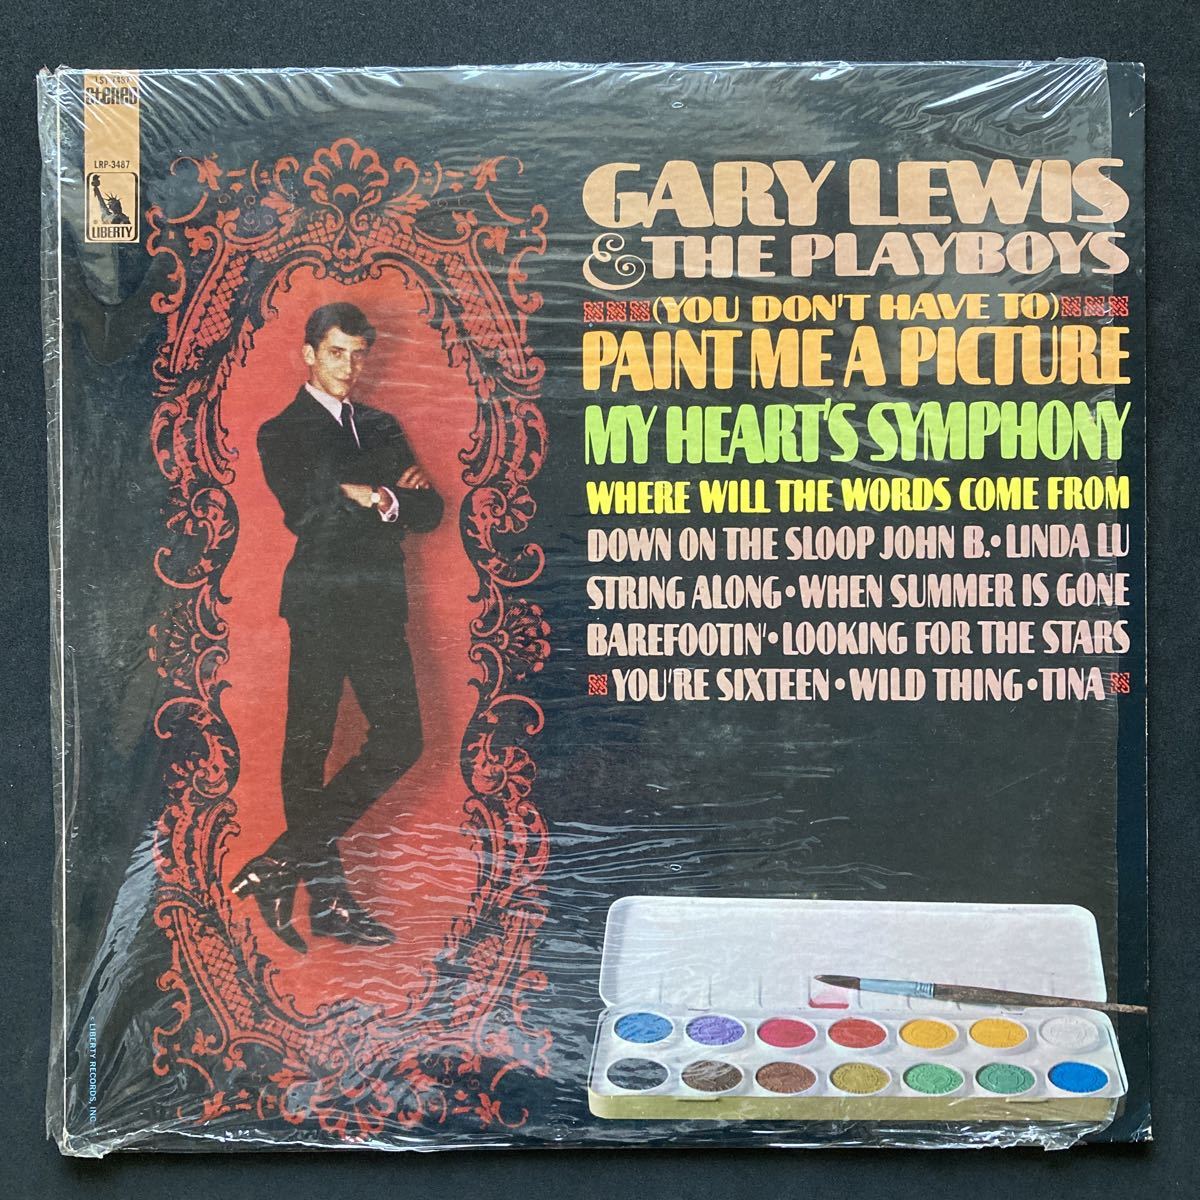 LST-7487
stereo
LRP-3487
LIBERTY
GARY LEWIS
& THE PLAYBOYS
(YOU DON'T HAVE TO)
PAINT ME A PICTURE
MY HEART'S SYMPHONY
WHERE WILL THE WORDS COME FROM
DOWN ON THE SLOOP JOHN B.•LINDA LU
STRING ALONG•WHEN SUMMER IS GONE
BAREFOOTIN'•LOOKING FOR THE STARS
YOU'RE SIXTEEN•WILD THING•TINA
© LIBERTY RECORDS, INC.